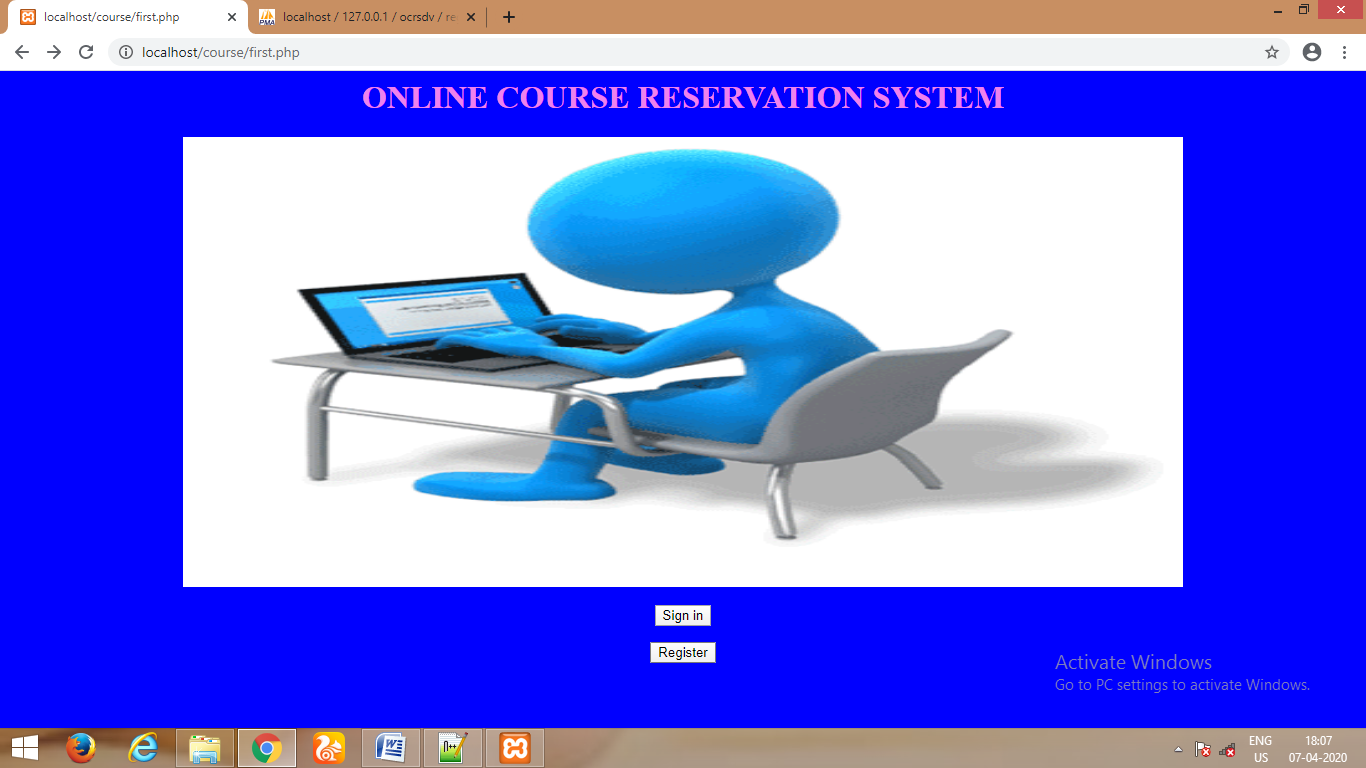 localhost/course/first.php
localhost / 127.0.0.1 / ocrsdv / re
localhost/course/first.php
ONLINE COURSE RESERVATION SYSTEM
Sign in
Register
Activate Windows
Go to PC settings to activate Windows.
ENG
US
18:07
07-04-2020